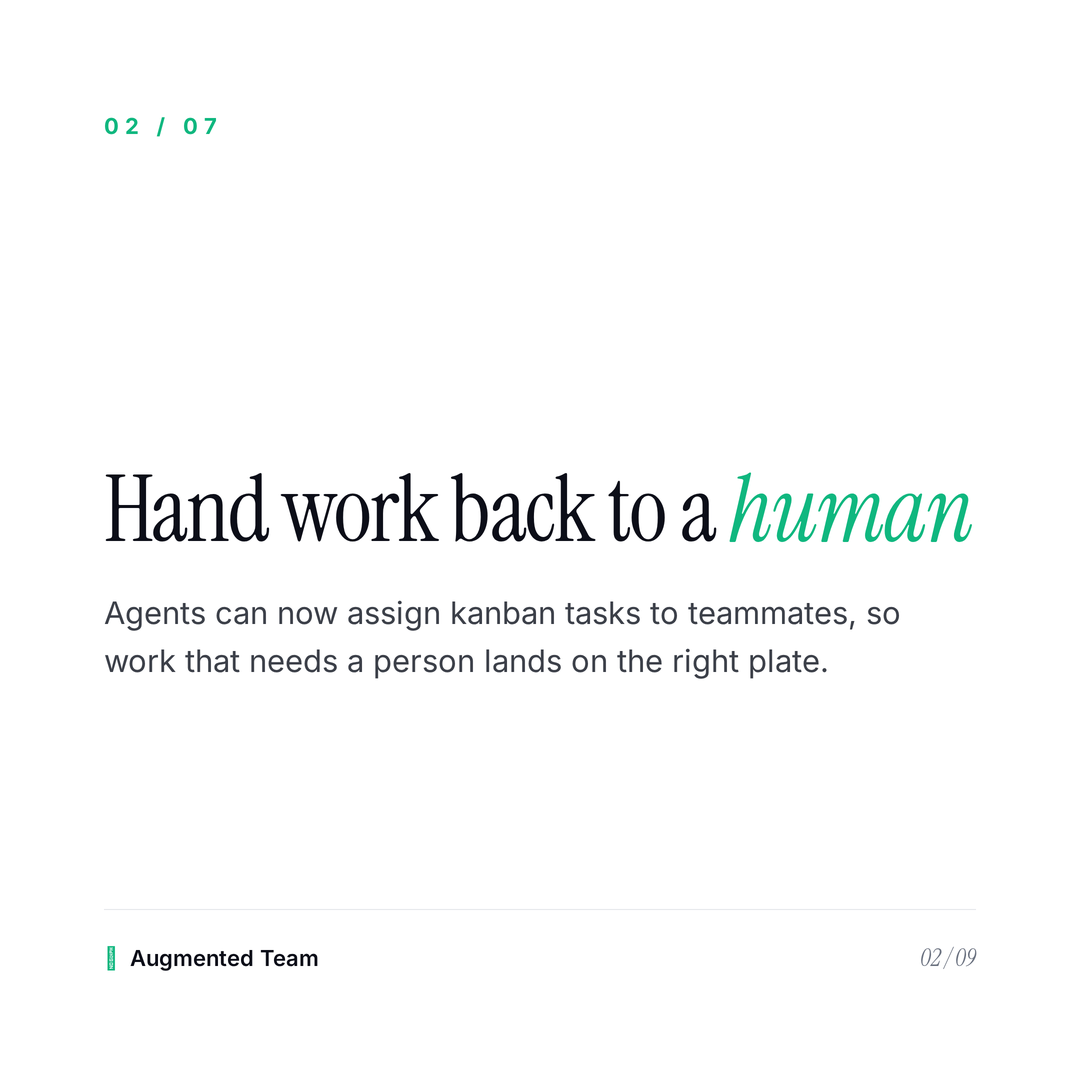 02 / 07
Hand work back to a human
Agents can now assign kanban tasks to teammates, so
work that needs a person lands on the right plate.
Augmented Team
02/09